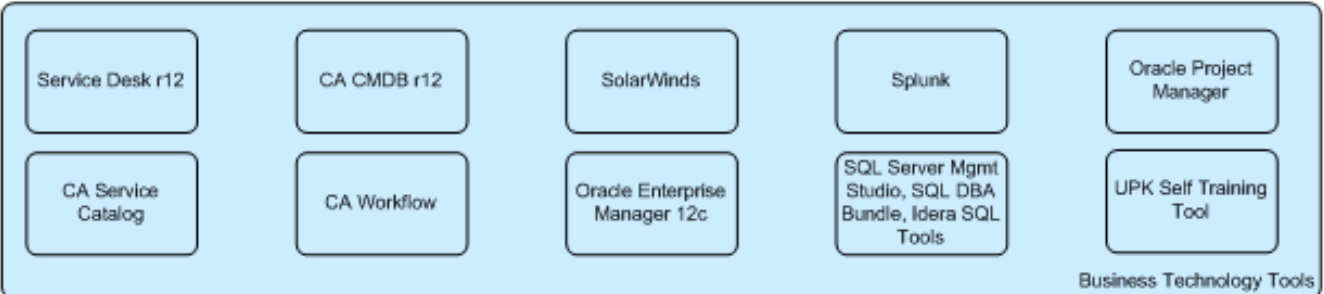 Service Desk r12
CA CMDB r12
SolarWinds
Splunk
Oracle Project
Manager
CA Service
Catalog
CA Workflow
Oracle Enterprise
Manager 12c
SQL Server Mgmt
Studio, SQL DBA
Bundle, Idera SQL
Tools
UPK Self Training
Tool
Business Technology Tools